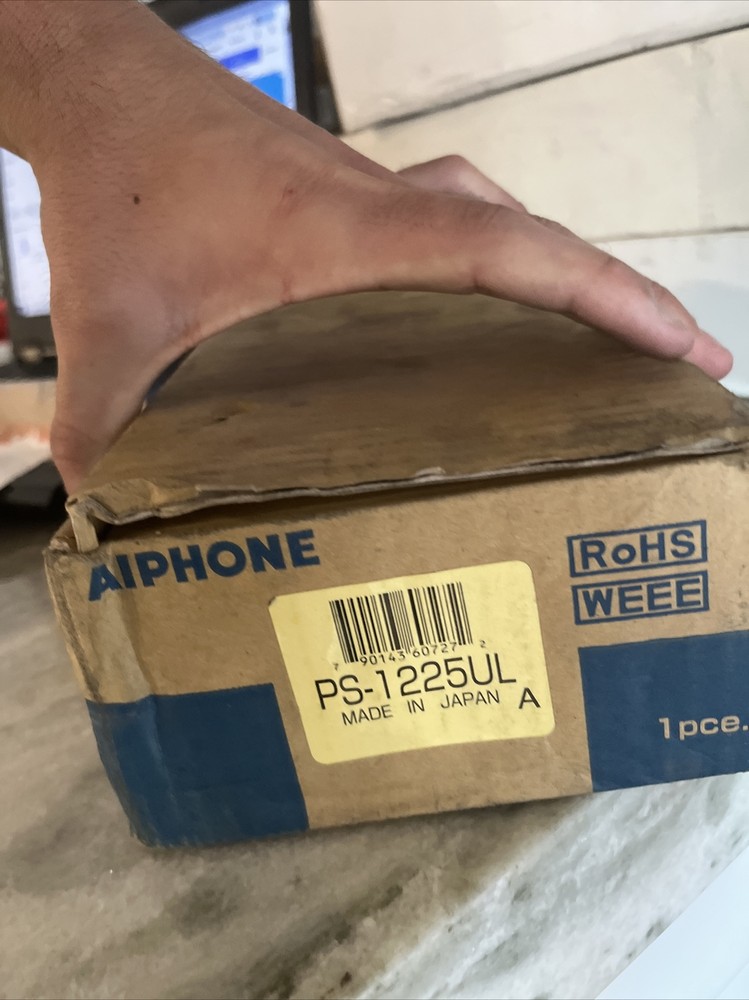 AIPHONE
RoHS
WEEE
7 90143 60727 2
PS-1225UL
MADE IN JAPAN A
1pce.